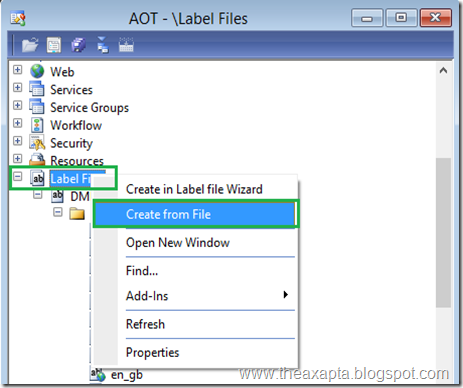 AOT - \Label Files
Web
Services
Service Groups
Workflow
Security
Resources
Label Fi
DM
Create in Label file Wizard
Create from File
Open New Window
Find...
Add-Ins
Refresh
Properties
en_gb
www.theaxapta.blogspot.com